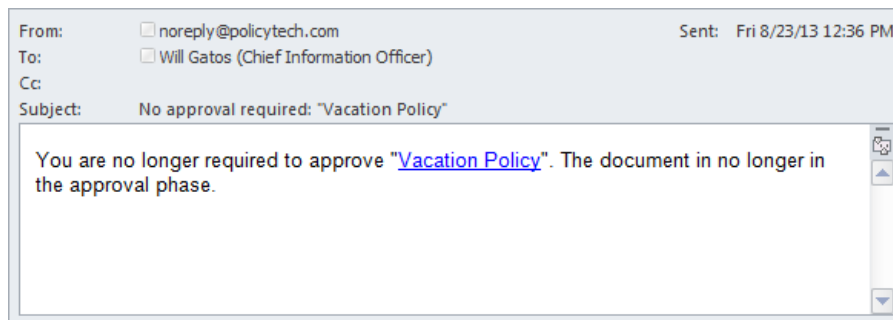 From: noreply@policytech.com Sent: Fri 8/23/13 12:36 PM
To: Will Gatos (Chief Information Officer)
Cc:
Subject: No approval required: "Vacation Policy"
You are no longer required to approve "Vacation Policy". The document in no longer in
the approval phase.